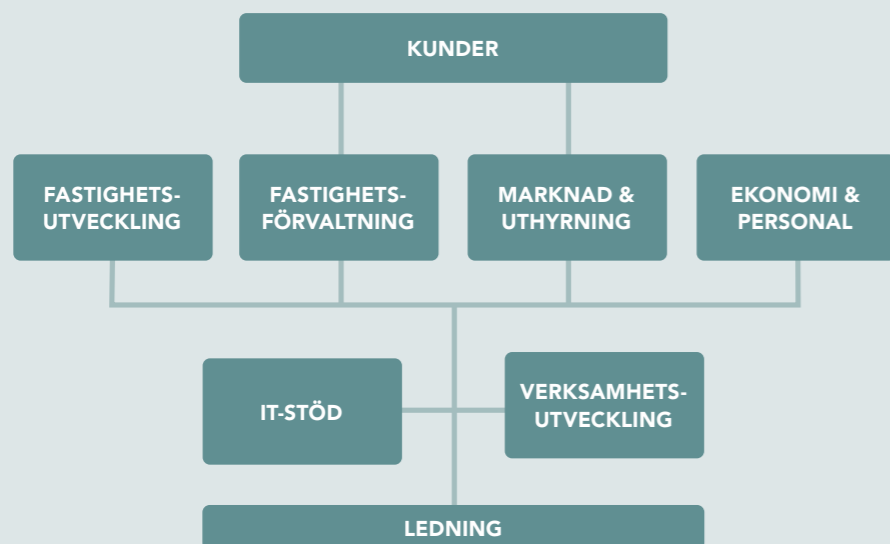 KUNDER
FASTIGHETS-
UTVECKLING
FASTIGHETS-
FÖRVALTNING
MARKNAD &
UTHYRNING
EKONOMI &
PERSONAL
IT-STÖD
VERKSAMHETS-
UTVECKLING
LEDNING